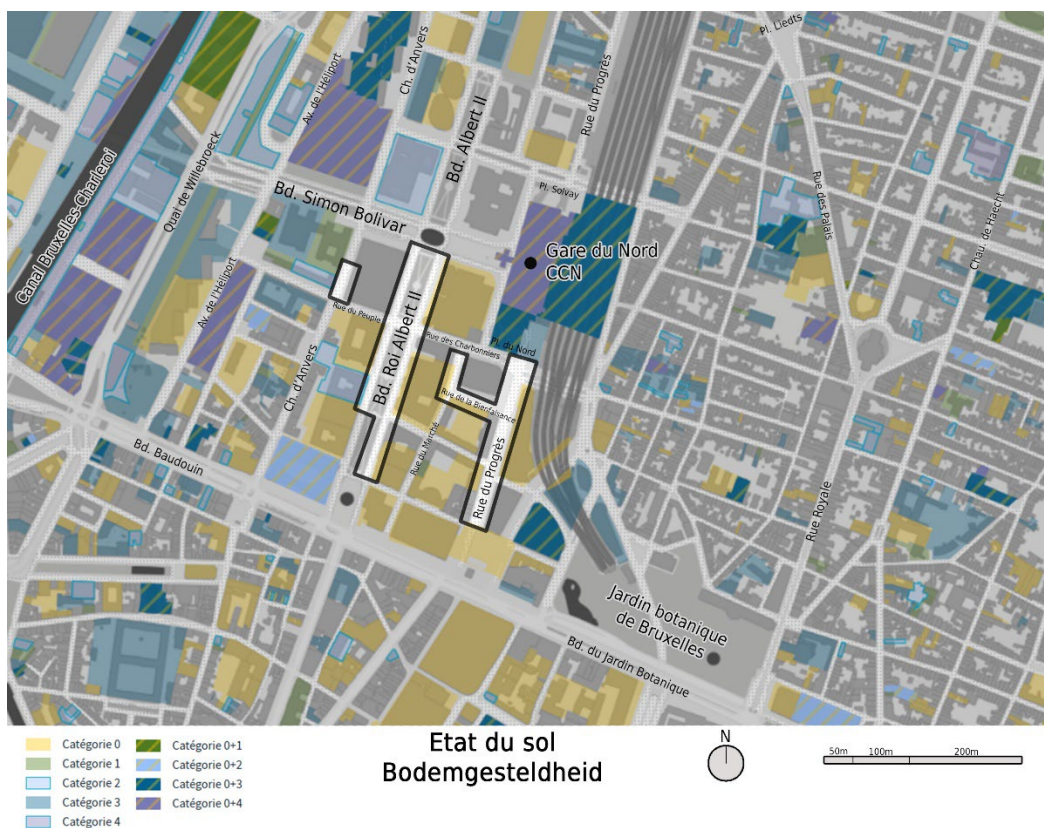 Pl. Liedts
Ch. d'Anvers
Rue du Progrès
Av. de l'Héliport
Bd. Albert II
Quai de Willebroeck
Canal Bruxelles-Charleroi
Pl. Solvay
Rue des Palais
Chau. de Haecht
Bd. Simon Bolivar
Gare du Nord
CCN
Av. de l'Héliport
Rue du Peuple
Bd. Roi Albert II
Rue des Charbonniers
Pl. du Nord
Ch. d'Anvers
Rue de la Bienfaisance
Rue du Marché
Rue du Progrès
Bd. Baudouin
Rue Royale
Jardin botanique
de Bruxelles
Bd. du Jardin Botanique
Catégorie 0
Catégorie 1
Catégorie 2
Catégorie 3
Catégorie 4
Catégorie 0+1
Catégorie 0+2
Catégorie 0+3
Catégorie 0+4
Etat du sol
Bodemgesteldheid
N
50m 100m 200m